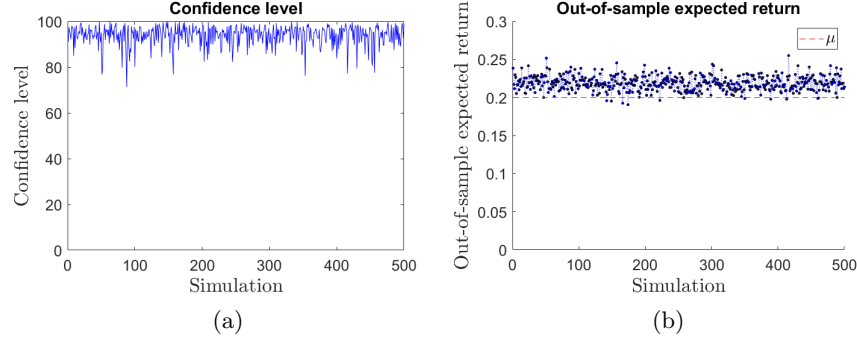 Confidence level
Confidence level
100
80
60
40
20
0
0
100
200
300
400
500
Simulation
(a)
Out-of-sample expected return
Out-of-sample expected return
0.3
0.25
0.2
0.15
0.1
0.05
0
μ
0
100
200
300
400
500
Simulation
(b)